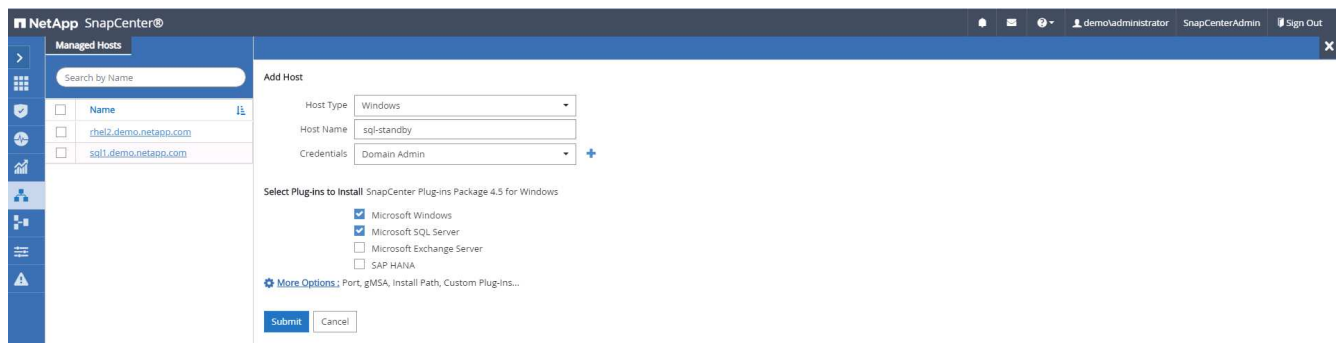 NetApp SnapCenter®
demo\administrator SnapCenterAdmin Sign Out
Managed Hosts
Search by Name
Name
rhel2.demo.netapp.com
sql1.demo.netapp.com
Add Host
Host Type Windows
Host Name sql-standby
Credentials Domain Admin
Select Plug-ins to Install SnapCenter Plug-ins Package 4.5 for Windows
Microsoft Windows
Microsoft SQL Server
Microsoft Exchange Server
SAP HANA
More Options : Port, gMSA, Install Path, Custom Plug-Ins...
Submit Cancel